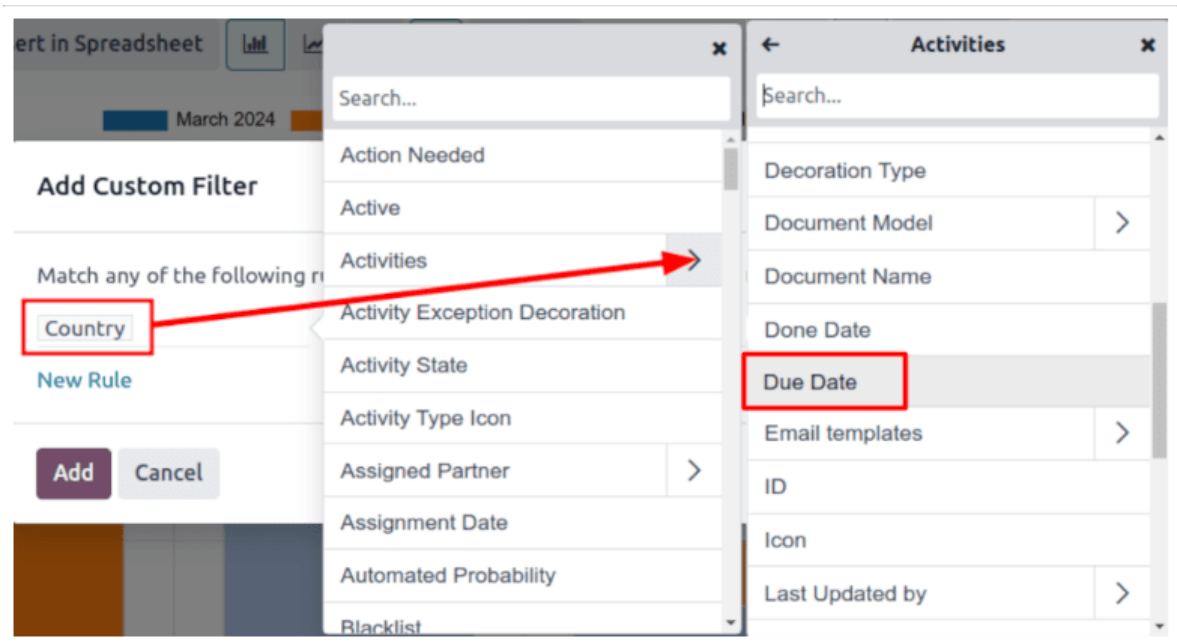 ert in Spreadsheet
March 2024
Add Custom Filter
Match any of the following
Country
New Rule
Add
Cancel
Search...
Action Needed
Active
Activities
Activity Exception Decoration
Activity State
Activity Type Icon
Assigned Partner
Assignment Date
Automated Probability
Blacklist
Activities
Search...
Decoration Type
Document Model
Document Name
Done Date
Due Date
Email templates
ID
Icon
Last Updated by